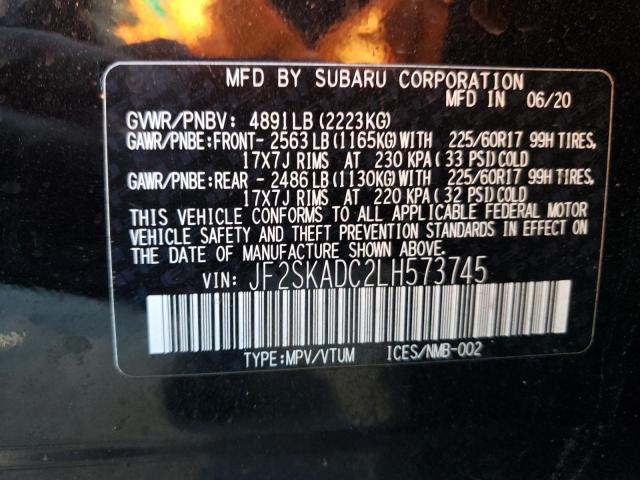 MFD BY SUBARU CORPORATION
MFD IN 06/20
GVWR/PNBV: 4891LB (2223KG)
GAWR/PNBE:FRONT- 2563LB (1165KG) WITH 225/60R17 99H TIRES,
17X7J RIMS AT 230 KPA (33 PSI) COLD
GAWR/PNBE:REAR - 2486LB (1130KG) WITH 225/60R17 99H TIRES,
17X7J RIMS AT 220 KPA (32 PSI) COLD
THIS VEHICLE CONFORMS TO ALL APPLICABLE FEDERAL MOTOR
VEHICLE SAFETY AND THEFT PREVENTION STANDARDS IN EFFECT
ON THE DATE OF MANUFACTURE SHOWN ABOVE.
VIN: JF2SKADC2LH573745
TYPE:MPV/VTUM ICES/NMB-002